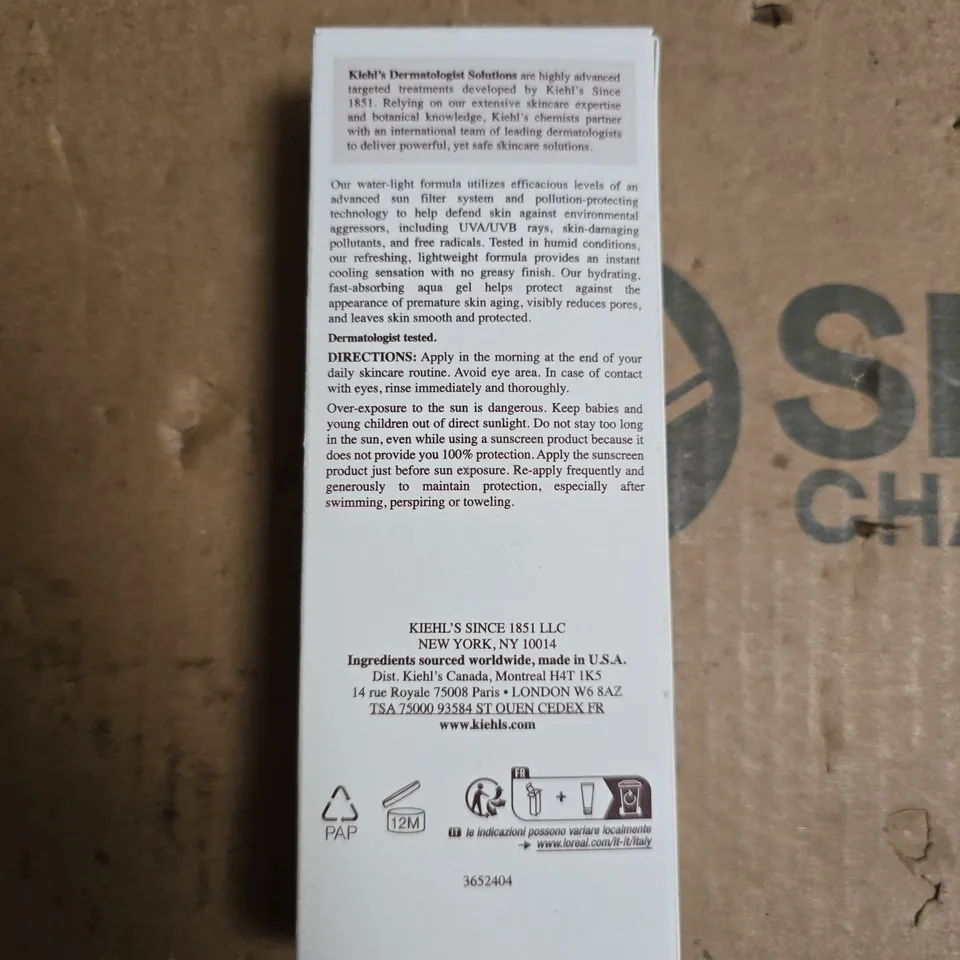 Kiehl's Dermatologist Solutions are highly advanced
targeted treatments developed by Kiehl's Since
1851. Relying on our extensive skincare expertise
and botanical knowledge, Kiehl's chemists partner
with an international team of leading dermatologists
to deliver powerful, yet safe skincare solutions.
Our water-light formula utilizes efficacious levels of an
advanced sun filter system and pollution-protecting
technology to help defend skin against environmental
aggressors, including UVA/UVB rays, skin-damaging
pollutants, and free radicals. Tested in humid conditions,
our refreshing, lightweight formula provides an instant
cooling sensation with no greasy finish. Our hydrating,
fast-absorbing aqua gel helps protect against the
appearance of premature skin aging, visibly reduces pores,
and leaves skin smooth and protected.
Dermatologist tested.
DIRECTIONS: Apply in the morning at the end of your
daily skincare routine. Avoid eye area. In case of contact
with eyes, rinse immediately and thoroughly.
Over-exposure to the sun is dangerous. Keep babies and
young children out of direct sunlight. Do not stay too long
in the sun, even while using a sunscreen product because it
does not provide you 100% protection. Apply the sunscreen
product just before sun exposure. Re-apply frequently and
generously to maintain protection, especially after
swimming, perspiring or toweling.
KIEHL'S SINCE 1851 LLC
NEW YORK, NY 10014
Ingredients sourced worldwide, made in U.S.A.
Dist. Kiehl's Canada, Montreal H4T 1K5
14 rue Royale 75008 Paris • LONDON W6 8AZ
TSA 75000 93584 ST OUEN CEDEX FR
www.kiehls.com
PAP
12M
FR
+
IT le indicazioni possono variare localmente
→ www.loreal.com/it-it/italy
3652404
CHA